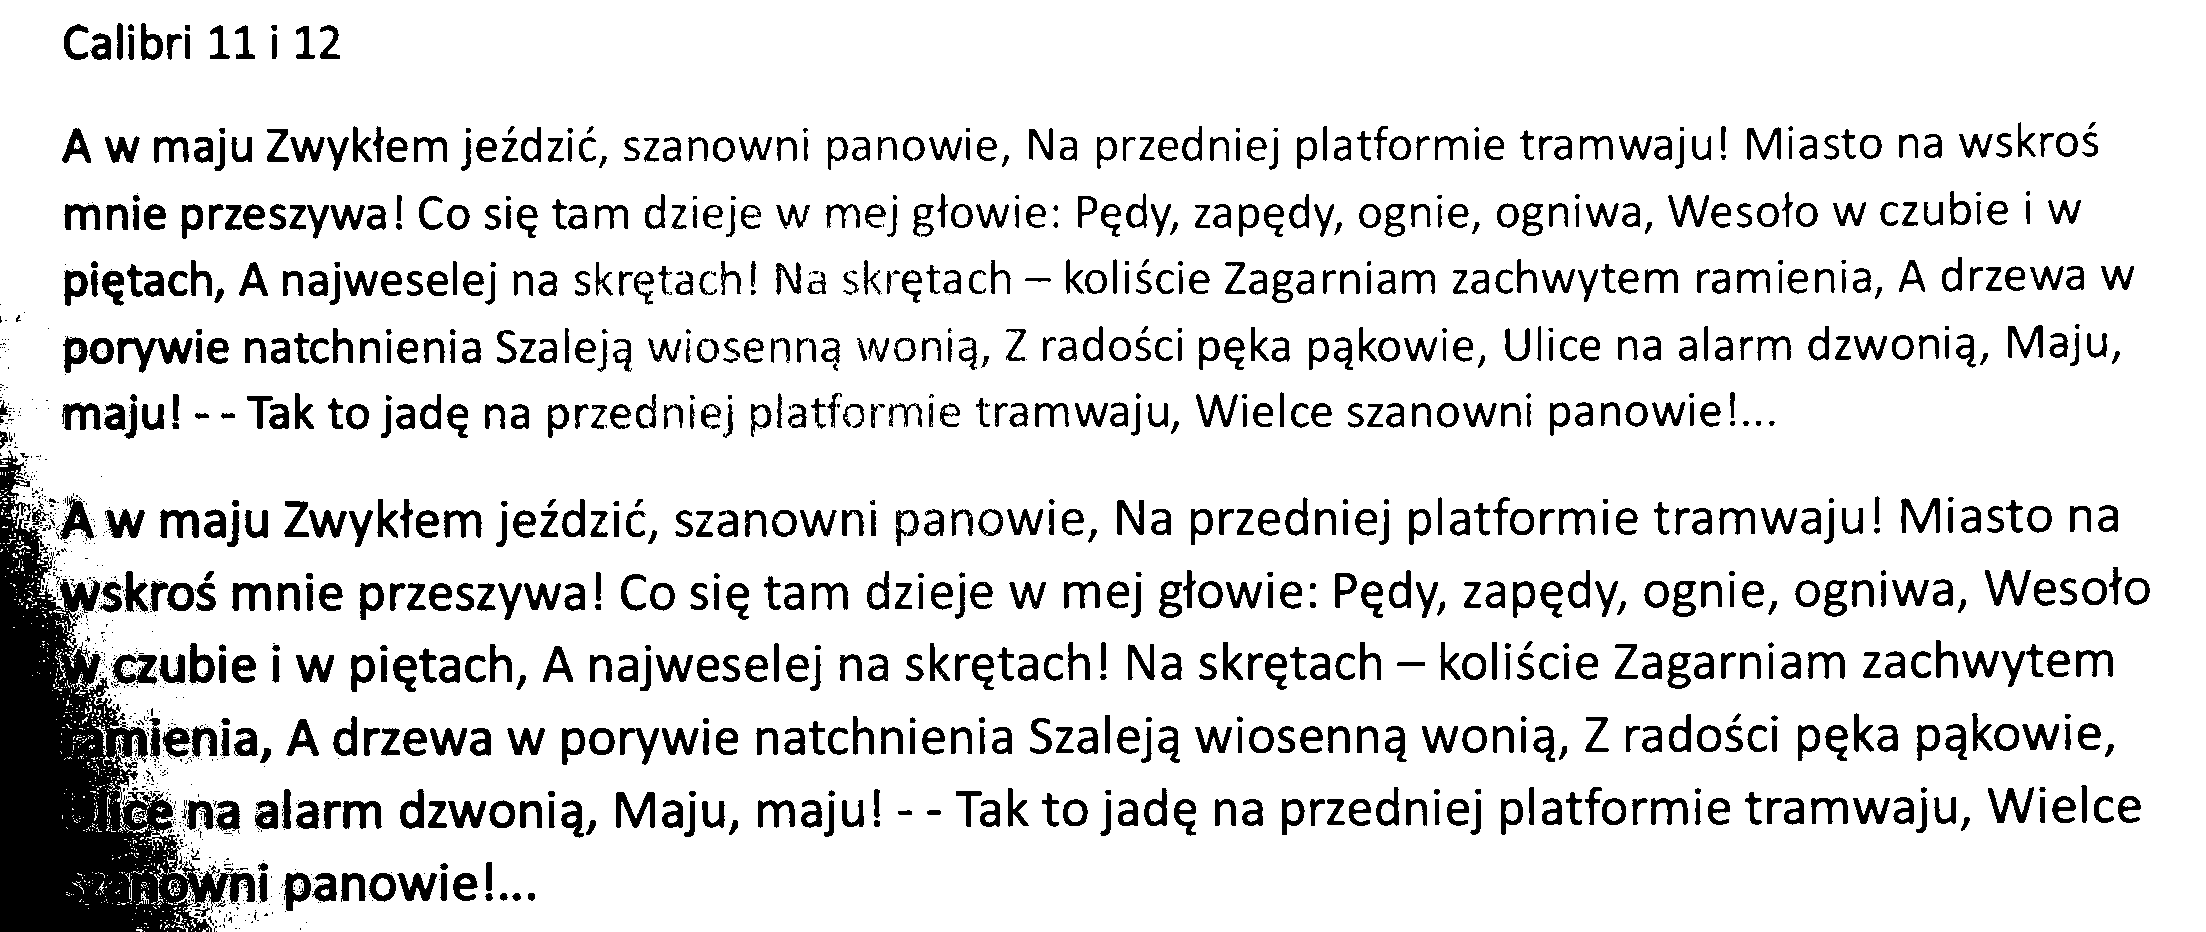 Calibri 11 i 12
A w maju Zwykłem jeździć, szanowni panowie, Na przedniej platformie tramwaju! Miasto na wskroś
mnie przeszywa! Co się tam dzieje w mej głowie: Pędy, zapędy, ognie, ogniwa, Wesoło w czubie i w
piętach, A najweselej na skrętach! Na skrętach – koliście Zagarniam zachwytem ramienia, A drzewa w
porywie natchnienia Szaleją wiosenną wonią, Z radości pęka pąkowie, Ulice na alarm dzwonią, Maju,
maju! - - Tak to jadę na przedniej platformie tramwaju, Wielce szanowni panowie!...
A w maju Zwykłem jeździć, szanowni panowie, Na przedniej platformie tramwaju! Miasto na
wskroś mnie przeszywa! Co się tam dzieje w mej głowie: Pędy, zapędy, ognie, ogniwa, Wesoło
w czubie i w piętach, A najweselej na skrętach! Na skrętach – koliście Zagarniam zachwytem
ramienia, A drzewa w porywie natchnienia Szaleją wiosenną wonią, Z radości pęka pąkowie,
Ulice na alarm dzwonią, Maju, maju! - - Tak to jadę na przedniej platformie tramwaju, Wielce
szanowni panowie!...